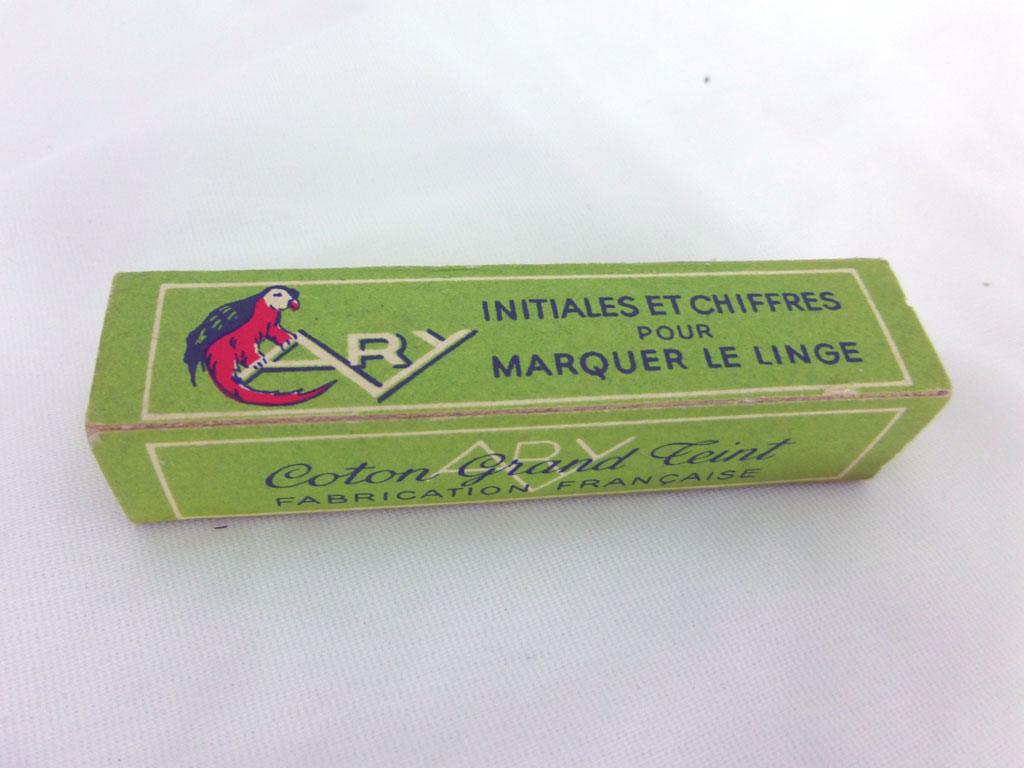 ARY
INITIALES ET CHIFFRES
POUR
MARQUER LE LINGE
ARY
Coton Grand Teint
FABRICATION FRANÇAISE